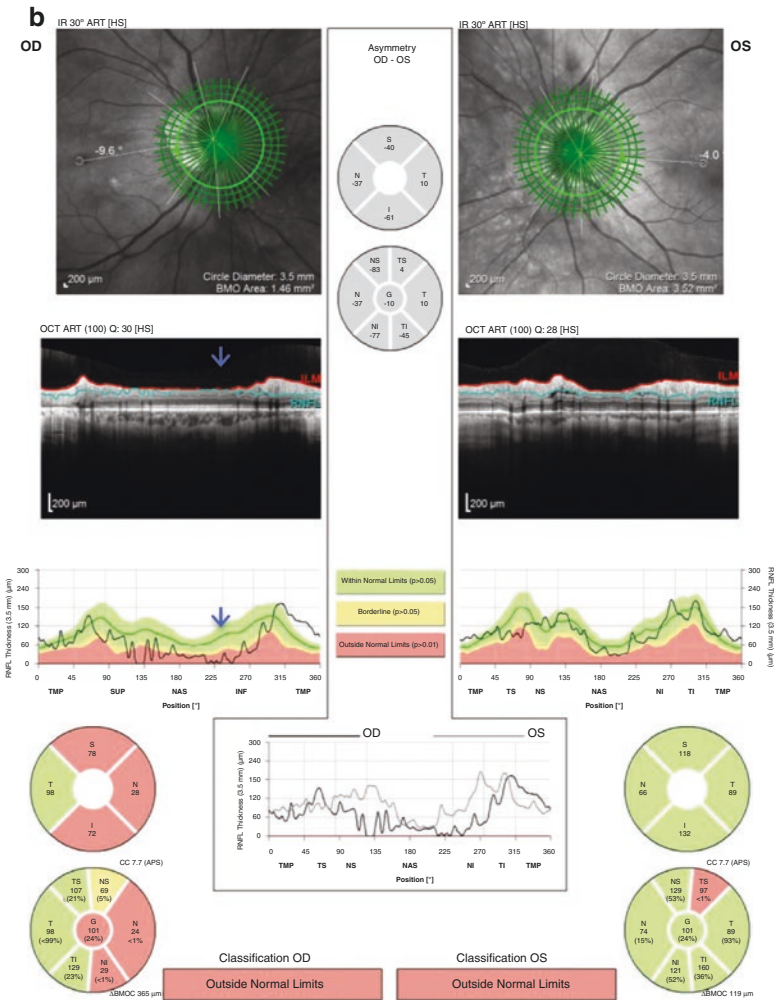 b
IR 30° ART [HS]
OD
-9.6 °
200 µm
Circle Diameter: 3.5 mm
BMO Area: 1.46 mm²
Asymmetry
OD - OS
S
-40
N
-37
T
10
I
-61
NS
-83
TS
4
N
-37
G
-10
T
10
NI
-77
TI
-45
IR 30° ART [HS]
OS
-4.0
200 µm
Circle Diameter: 3.5 mm
BMO Area: 3.52 mm²
OCT ART (100) Q: 30 [HS]
ILM
RNFL
200 µm
OCT ART (100) Q: 28 [HS]
ILM
RNFL
200 µm
RNFL Thickness (3.5 mm) (µm)
300
240
180
120
60
0
0 45 90 135 180 225 270 315 360
TMP SUP NAS INF TMP
Position [°]
Within Normal Limits (p>0.05)
Borderline (p>0.05)
Outside Normal Limits (p>0.01)
300
240
180
120
60
0
RNFL Thickness (3.5 mm) (µm)
0 45 90 135 180 225 270 315 360
TMP TS NS NAS NI TI TMP
Position [°]
S
78
T
98
N
28
I
72
OD OS
RNFL Thickness (3.5 mm) (µm)
300
240
180
120
60
0
0 45 90 135 180 225 270 315 360
TMP TS NS NAS NI TI TMP
Position [°]
S
118
N
66
T
89
I
132
CC 7.7 (APS)
TS
107
(21%)
NS
69
(5%)
T
98
(<99%)
G
101
(24%)
N
24
<1%
TI
129
(23%)
NI
29
(<1%)
ΔBMOC 365 µm
Classification OD
Outside Normal Limits
Classification OS
Outside Normal Limits
CC 7.7 (APS)
NS
129
(53%)
TS
97
<1%
N
74
(15%)
G
101
(24%)
T
89
(93%)
NI
121
(52%)
TI
160
(36%)
ΔBMOC 119 µm